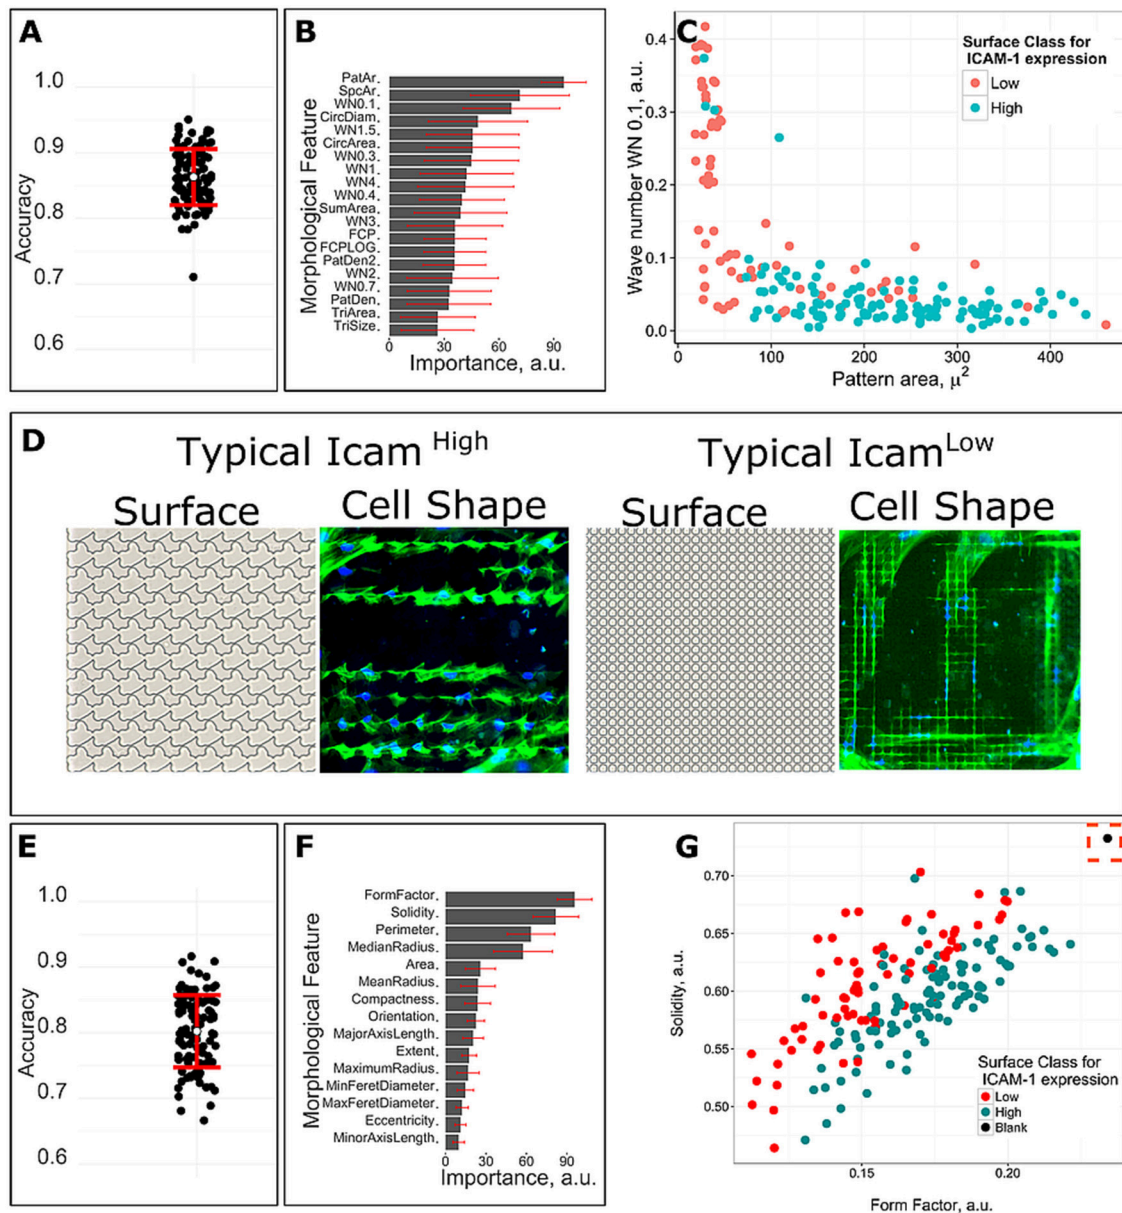 A
1.0
0.9
0.8
0.7
0.6
Accuracy
B
Morphological Feature
PatAr
SpcAr
WN0.1
CircDiam
WN1.5
CircArea
WN0.3
WN1
WN4
WN0.4
SumArea
WN3
FCP
FCPLOG
PatDen2
WN2
WN0.7
PatDen
TriArea
TriSize
0 30 60 90
Importance, a.u.
C
Wave number WN 0.1, a.u.
0.4
0.3
0.2
0.1
0.0
0 100 200 300 400
Pattern area, μ²
Surface Class for
ICAM-1 expression
Low
High
D
Typical Icam High
Surface Cell Shape
Typical Icam Low
Surface Cell Shape
E
1.0
0.9
0.8
0.7
0.6
Accuracy
F
Morphological Feature
FormFactor
Solidity
Perimeter
MedianRadius
Area
MeanRadius
Compactness
Orientation
MajorAxisLength
Extent
MaximumRadius
MinFeretDiameter
MaxFeretDiameter
Eccentricity
MinorAxisLength
0 30 60 90
Importance, a.u.
G
Solidity, a.u.
0.70
0.65
0.60
0.55
0.50
0.15 0.20
Form Factor, a.u.
Surface Class for
ICAM-1 expression
Low
High
Blank